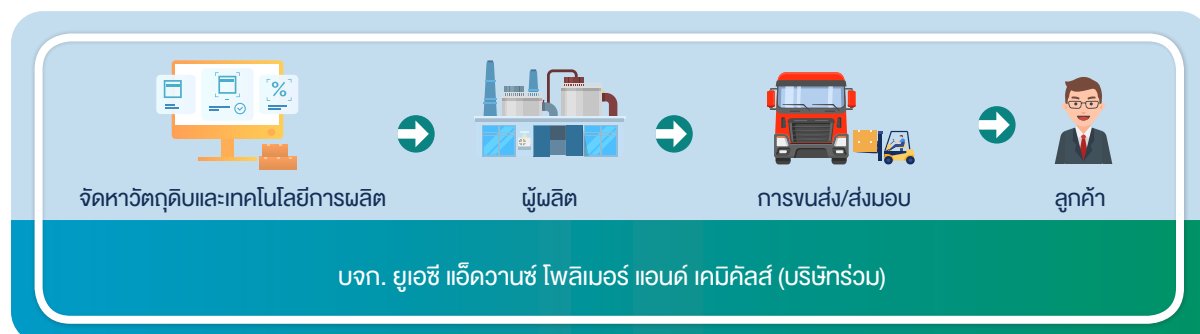 %
จัดหาวัตถุดิบและเทคโนโลยีการผลิต
ผู้ผลิต
การขนส่ง/ส่งมอบ
ลูกค้า
บจก. ยูเอซี แอ็ดวานซ์ โพลิเมอร์ แอนด์ เคมิคัลส์ (บริษัทร่วม)